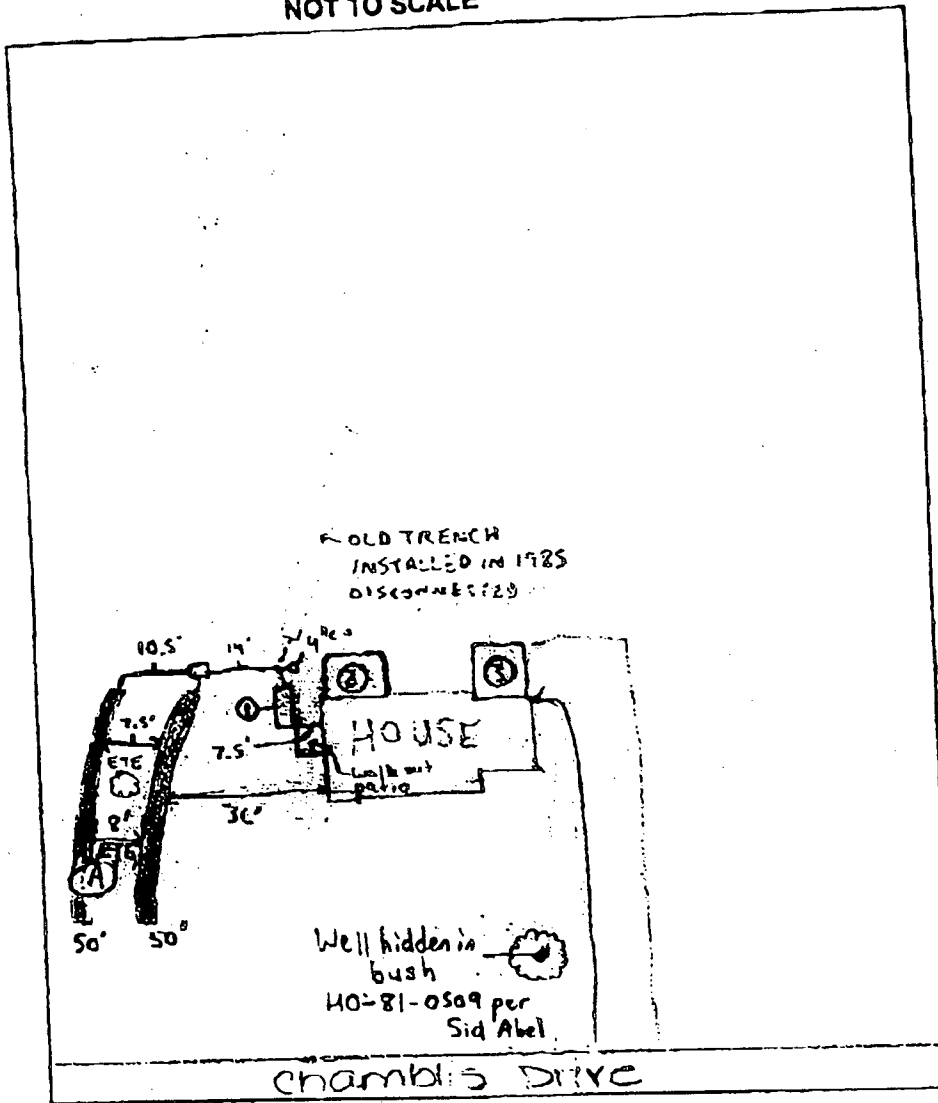 NOT TO SCALE
OLD TRENCH
INSTALLED IN 1985
DISCONNECTED
10.5'
14'
2
3
1
7.5'
HOUSE
7.5'
walk out
patio
ETE
8'
36'
A
50'
50'
Well hidden in
bush
HO-81-0509 per
Sid Abel
Chamblis Drive